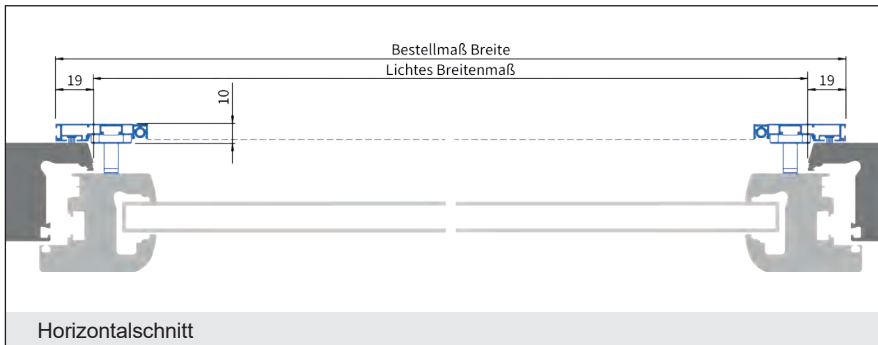 Bestellmaß Breite
Lichtes Breitenmaß
19
19
10
Horizontalschnitt